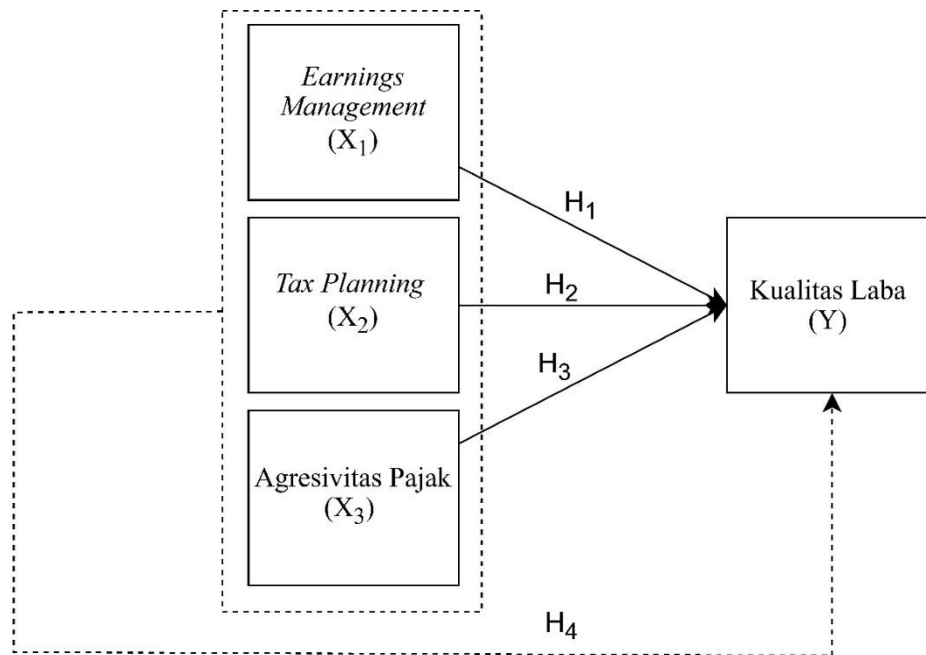 Earnings
Management
(X₁)
H₁
Tax Planning
(X₂)
H₂
Kualitas Laba
(Y)
H₃
Agresivitas Pajak
(X₃)
H₄